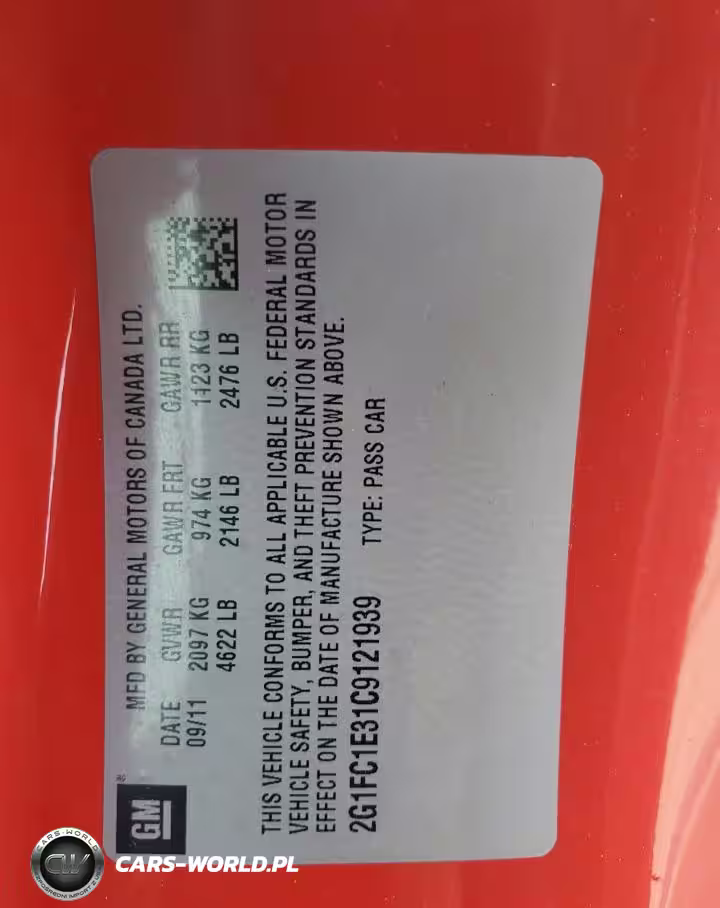 MFD BY GENERAL MOTORS OF CANADA LTD.
DATE GVWR GAWR FRT GAWR RR
09/11 2097 KG 974 KG 1123 KG
4622 LB 2146 LB 2476 LB
THIS VEHICLE CONFORMS TO ALL APPLICABLE U.S. FEDERAL MOTOR
VEHICLE SAFETY, BUMPER, AND THEFT PREVENTION STANDARDS IN
EFFECT ON THE DATE OF MANUFACTURE SHOWN ABOVE.
2G1FC1E31C9121939 TYPE: PASS CAR
GM
CARS-WORLD
CW
CARS-WORLD.PL